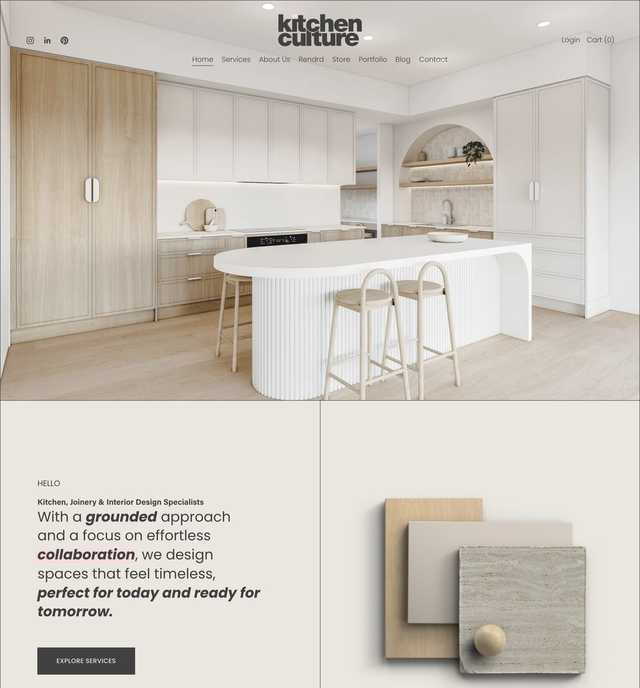 kitchen
culture
Login Cart (0)
Home Services About Us Rendrd Store Portfolio Blog Contact
HELLO
Kitchen, Joinery & Interior Design Specialists
With a grounded approach
and a focus on effortless
collaboration, we design
spaces that feel timeless,
perfect for today and ready for
tomorrow.
EXPLORE SERVICES